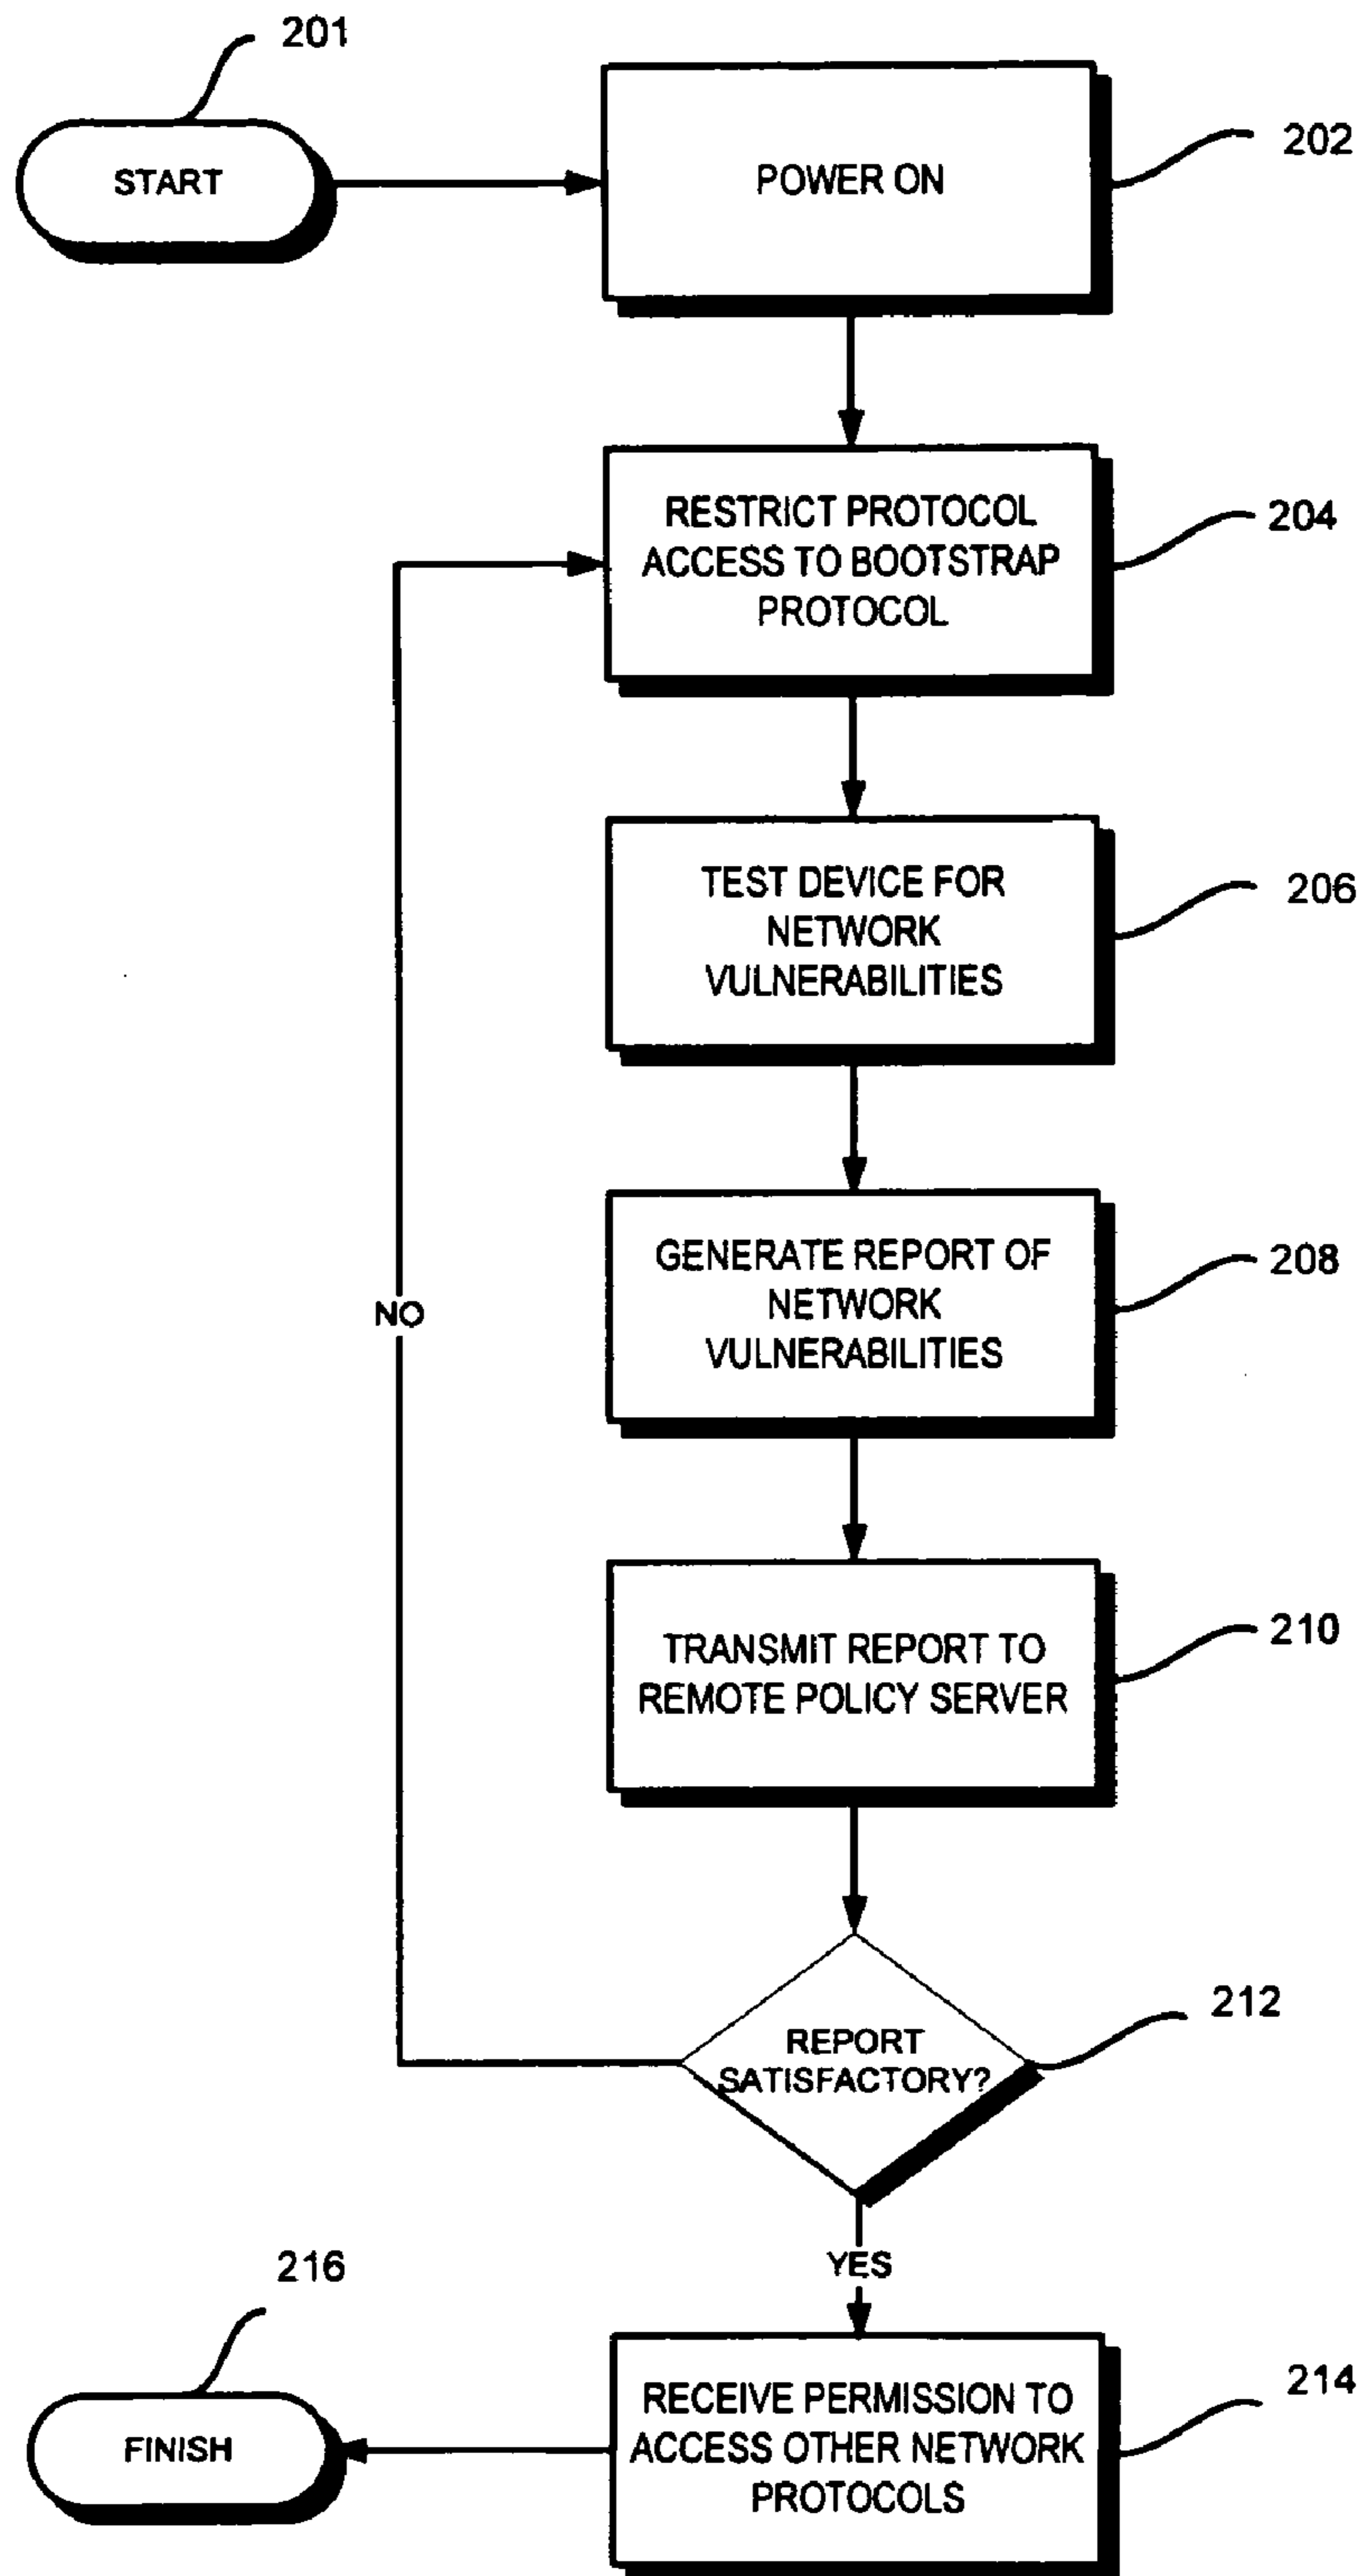 201
START
POWER ON
202
RESTRICT PROTOCOL
ACCESS TO BOOTSTRAP
PROTOCOL
204
TEST DEVICE FOR
NETWORK
VULNERABILITIES
206
GENERATE REPORT OF
NETWORK
VULNERABILITIES
208
NO
TRANSMIT REPORT TO
REMOTE POLICY SERVER
210
REPORT
SATISFACTORY?
212
YES
RECEIVE PERMISSION TO
ACCESS OTHER NETWORK
PROTOCOLS
214
216
FINISH